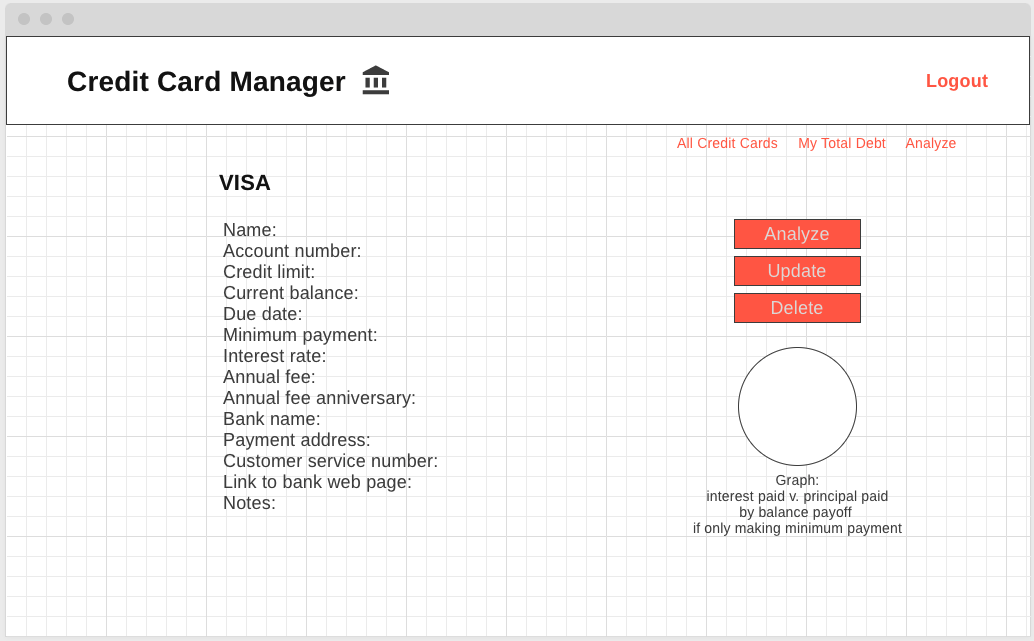 Credit Card Manager
Logout
All Credit Cards My Total Debt Analyze
VISA
Name:
Account number:
Credit limit:
Current balance:
Due date:
Minimum payment:
Interest rate:
Annual fee:
Annual fee anniversary:
Bank name:
Payment address:
Customer service number:
Link to bank web page:
Notes:
Analyze
Update
Delete
Graph:
interest paid v. principal paid
by balance payoff
if only making minimum payment